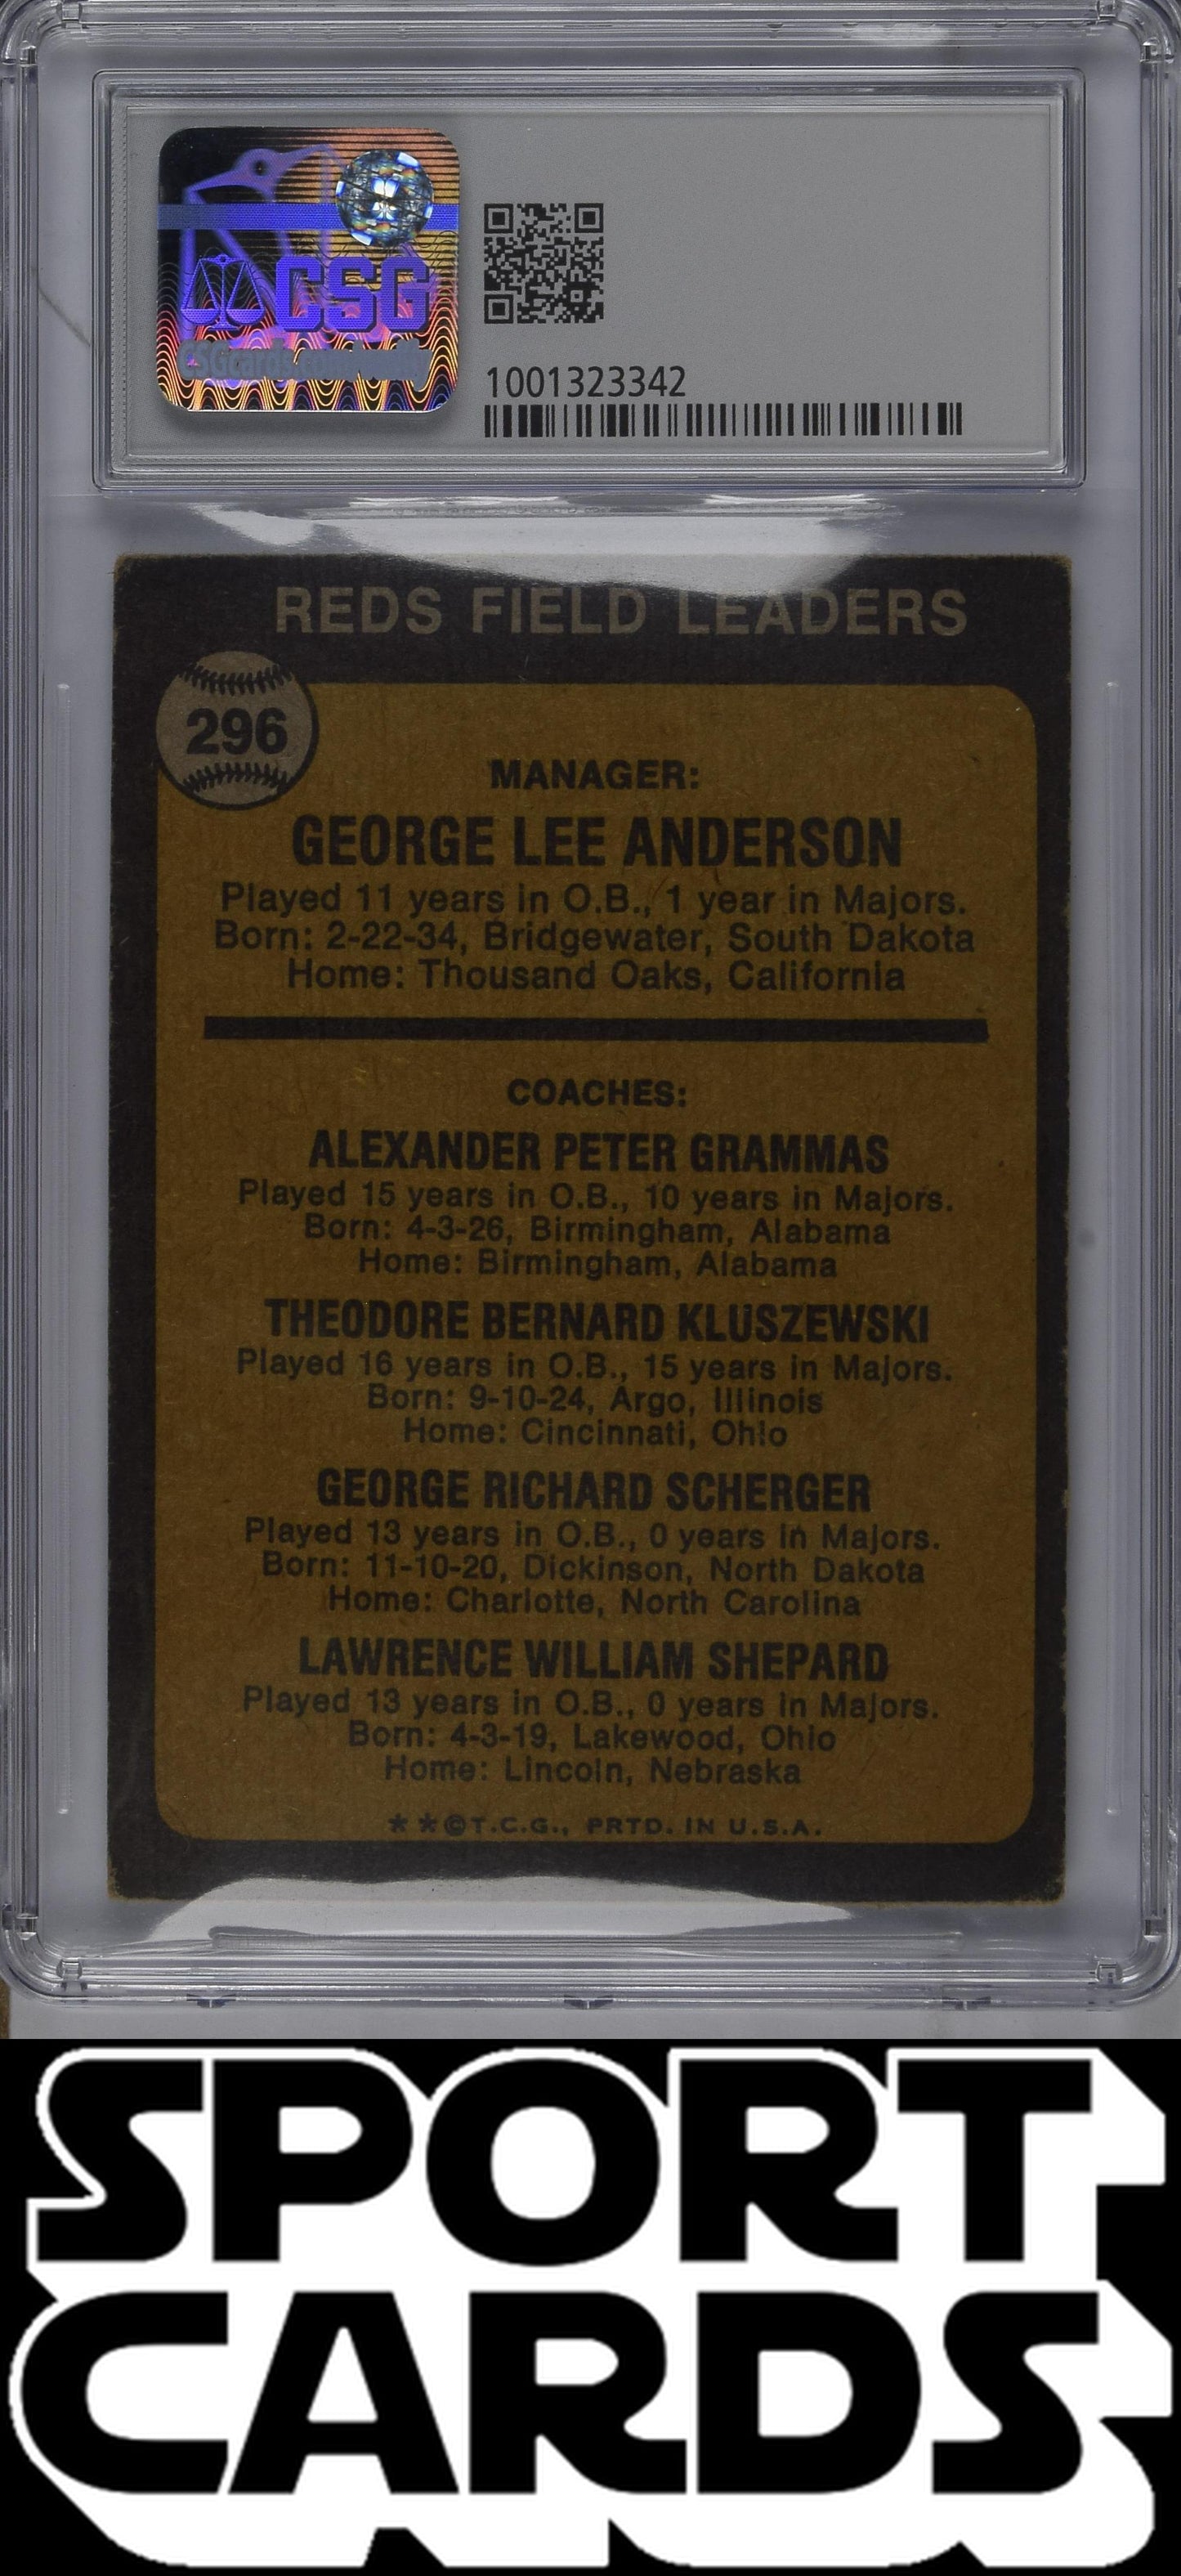 CSG
CSGcards.com/verify
1001323342
REDS FIELD LEADERS
296
MANAGER:
GEORGE LEE ANDERSON
Played 11 years in O.B., 1 year in Majors.
Born: 2-22-34, Bridgewater, South Dakota
Home: Thousand Oaks, California
COACHES:
ALEXANDER PETER GRAMMAS
Played 15 years in O.B., 10 years in Majors.
Born: 4-3-26, Birmingham, Alabama
Home: Birmingham, Alabama
THEODORE BERNARD KLUSZEWSKI
Played 16 years in O.B., 15 years in Majors.
Born: 9-10-24, Argo, Illinois
Home: Cincinnati, Ohio
GEORGE RICHARD SCHERGER
Played 13 years in O.B., 0 years in Majors.
Born: 11-10-20, Dickinson, North Dakota
Home: Charlotte, North Carolina
LAWRENCE WILLIAM SHEPARD
Played 13 years in O.B., 0 years in Majors.
Born: 4-3-19, Lakewood, Ohio
Home: Lincoln, Nebraska
**©T.C.G., PRTD. IN U.S.A.
SPORT
CARDS